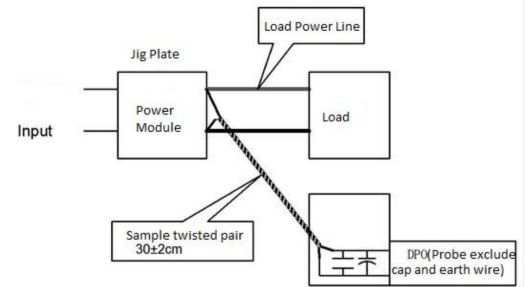 Load Power Line
Jig Plate
Power
Module
Load
Input
Sample twisted pair
30±2cm
DPO(Probe exclude
cap and earth wire)